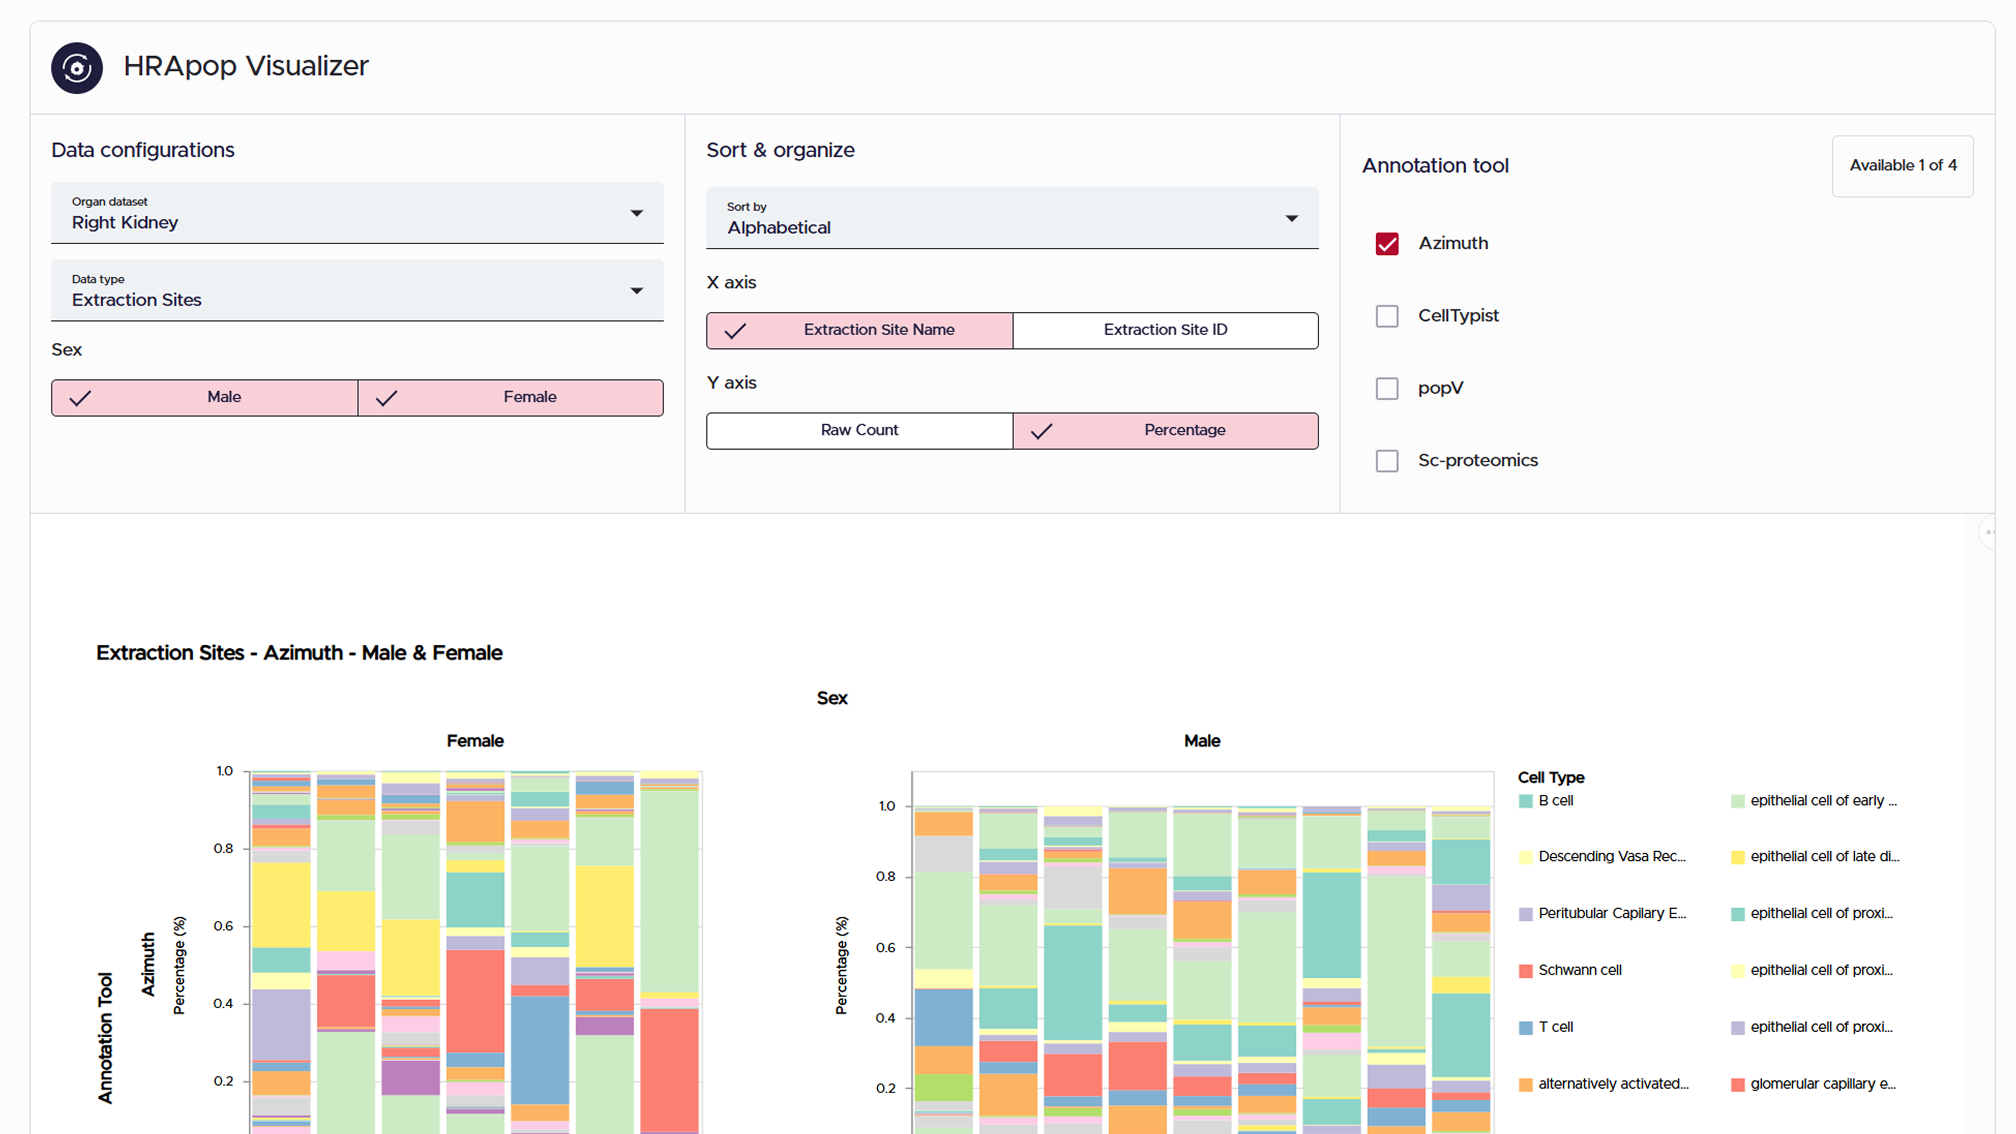 HRApop Visualizer
Data configurations
Organ dataset
Right Kidney
Data type
Extraction Sites
Sex
Male
Female
Sort & organize
Sort by
Alphabetical
X axis
Extraction Site Name
Extraction Site ID
Y axis
Raw Count
Percentage
Annotation tool
Available 1 of 4
Azimuth
CellTypist
popV
Sc-proteomics
Extraction Sites - Azimuth - Male & Female
Sex
Female
Male
Annotation Tool
Azimuth
Percentage (%)
1.0
0.8
0.6
0.4
0.2
Percentage (%)
1.0
0.8
0.6
0.4
0.2
Cell Type
B cell
epithelial cell of early ...
Descending Vasa Rec...
epithelial cell of late di...
Peritubular Capilary E...
epithelial cell of proxi...
Schwann cell
epithelial cell of proxi...
T cell
epithelial cell of proxi...
alternatively activated...
glomerular capillary e...